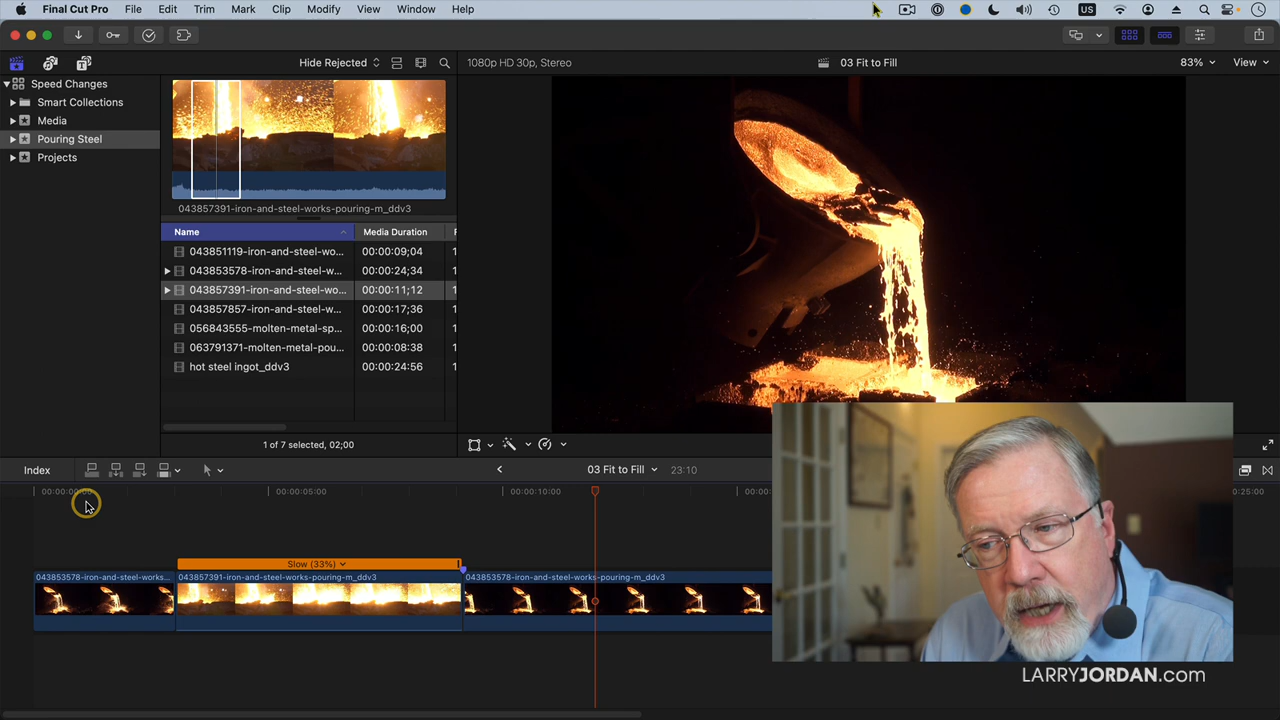 Final Cut Pro File Edit Trim Mark Clip Modify View Window Help US
Hide Rejected 1080p HD 30p, Stereo 03 Fit to Fill 83% View
Speed Changes
Smart Collections
Media
Pouring Steel
Projects
043857391-iron-and-steel-works-pouring-m_ddv3
Name Media Duration
043851119-iron-and-steel-wo... 00:00:09;04
043853578-iron-and-steel-w... 00:00:24;34
043857391-iron-and-steel-wo... 00:00:11;12
043857857-iron-and-steel-w... 00:00:17;36
056843555-molten-metal-sp... 00:00:16;00
063791371-molten-metal-pou... 00:00:08:38
hot steel ingot_ddv3 00:00:24:56
1 of 7 selected, 02;00
Index 03 Fit to Fill 23:10
00:00:00:00 00:00:05:00 00:00:10:00 00:25:00
Slow (33%)
043853578-iron-and-steel-works... 043857391-iron-and-steel-works-pouring-m_ddv3 043853578-iron-and-steel-works-pouring-m_ddv3
LARRYJORDAN.com